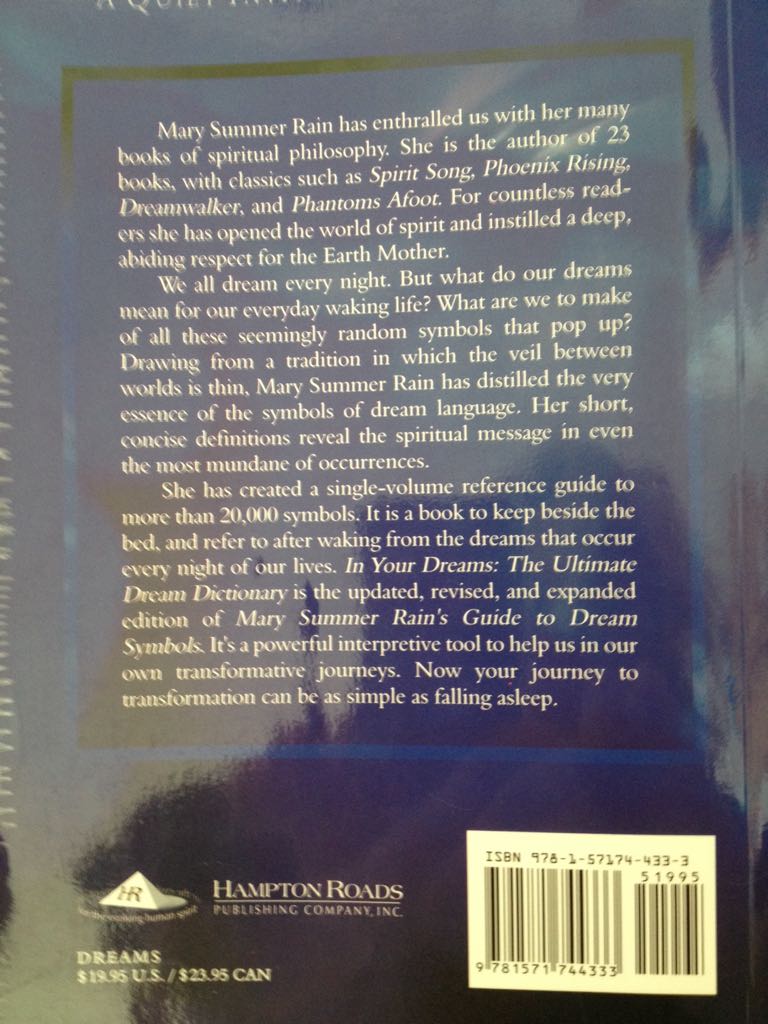 A QUIET
Mary Summer Rain has enthralled us with her many
books of spiritual philosophy. She is the author of 23
books, with classics such as Spirit Song, Phoenix Rising,
Dreamwalker, and Phantoms Afoot. For countless read-
ers she has opened the world of spirit and instilled a deep,
abiding respect for the Earth Mother.
We all dream every night. But what do our dreams
mean for our everyday waking life? What are we to make
of all these seemingly random symbols that pop up?
Drawing from a tradition in which the veil between
worlds is thin, Mary Summer Rain has distilled the very
essence of the symbols of dream language. Her short,
concise definitions reveal the spiritual message in even
the most mundane of occurrences.
She has created a single-volume reference guide to
more than 20,000 symbols. It is a book to keep beside the
bed, and refer to after waking from the dreams that occur
every night of our lives. In Your Dreams: The Ultimate
Dream Dictionary is the updated, revised, and expanded
edition of Mary Summer Rain's Guide to Dream
Symbols. It's a powerful interpretive tool to help us in our
own transformative journeys. Now your journey to
transformation can be as simple as falling asleep.
HR
for the evolving human spirit
HAMPTON ROADS
PUBLISHING COMPANY, INC.
DREAMS
$19.95 U.S. / $23.95 CAN
ISBN 978-1-57174-433-3
51995
9 781571 744333